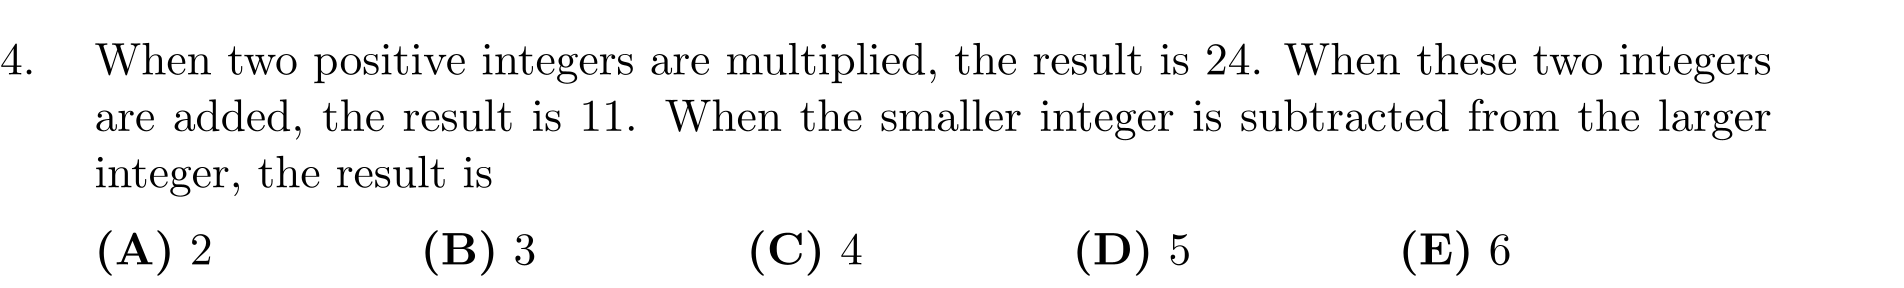 4. When two positive integers are multiplied, the result is 24. When these two integers
are added, the result is 11. When the smaller integer is subtracted from the larger
integer, the result is
(A) 2 (B) 3 (C) 4 (D) 5 (E) 6